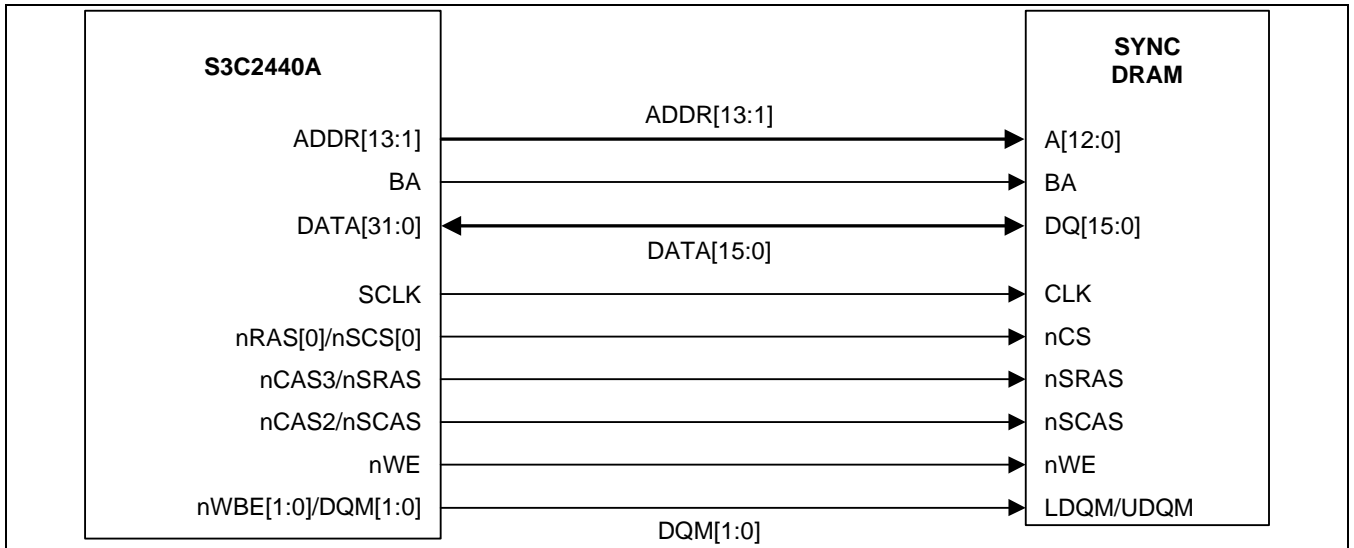 S3C2440A
SYNC
DRAM
ADDR[13:1]
ADDR[13:1]
A[12:0]
BA
BA
DATA[31:0]
DATA[15:0]
DQ[15:0]
SCLK
CLK
nRAS[0]/nSCS[0]
nCS
nCAS3/nSRAS
nSRAS
nCAS2/nSCAS
nSCAS
nWE
nWE
nWBE[1:0]/DQM[1:0]
DQM[1:0]
LDQM/UDQM